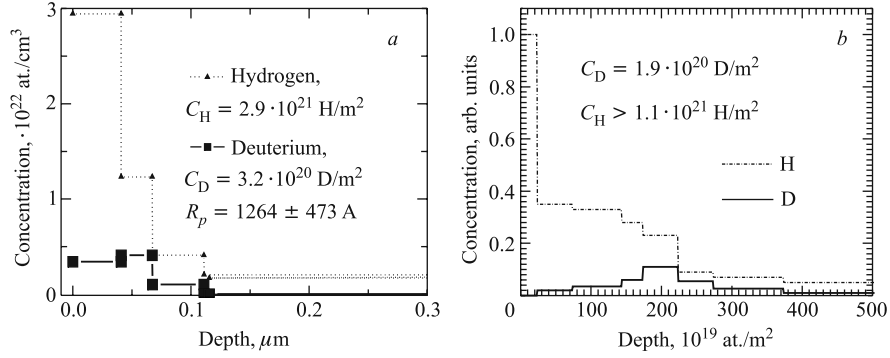 a
3
2
1
0
Concentration, ·10²² at./cm³
Hydrogen,
C_H = 2.9·10²¹ H/m²
Deuterium,
C_D = 3.2·10²⁰ D/m²
R_p = 1264 ± 473 A
0.0 0.1 0.2 0.3
Depth, μm
b
1.0
0.8
0.6
0.4
0.2
Concentration, arb. units
C_D = 1.9·10²⁰ D/m²
C_H > 1.1·10²¹ H/m²
H
D
0 100 200 300 400 500
Depth, 10¹⁹ at./m²